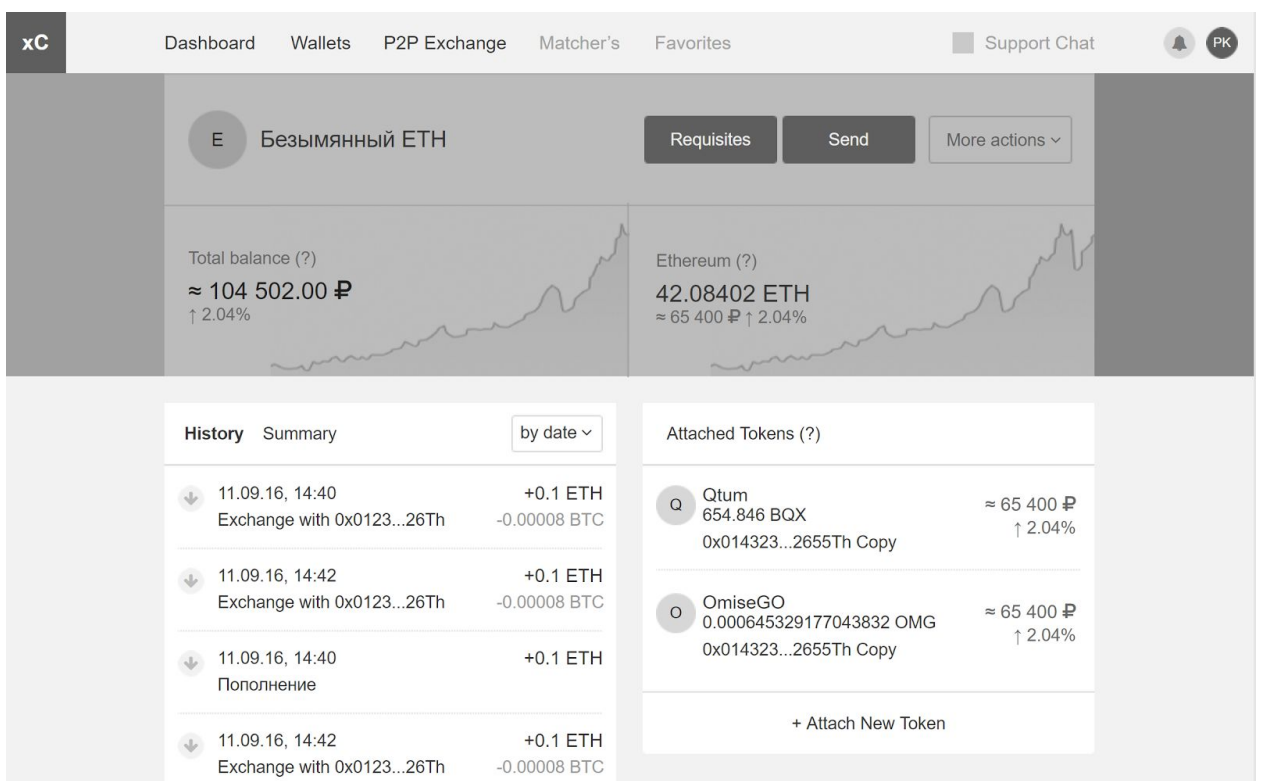 xC
Dashboard Wallets P2P Exchange Matcher's Favorites Support Chat PK
E Безымянный ETH Requisites Send More actions
Total balance (?)
≈ 104 502.00 ₽
↑ 2.04%
Ethereum (?)
42.08402 ETH
≈ 65 400 ₽ ↑ 2.04%
History Summary by date
11.09.16, 14:40 +0.1 ETH
Exchange with 0x0123...26Th -0.00008 BTC
11.09.16, 14:42 +0.1 ETH
Exchange with 0x0123...26Th -0.00008 BTC
11.09.16, 14:40 +0.1 ETH
Пополнение
11.09.16, 14:42 +0.1 ETH
Exchange with 0x0123...26Th -0.00008 BTC
Attached Tokens (?)
Q Qtum
654.846 BQX ≈ 65 400 ₽
0x014323...2655Th Copy ↑ 2.04%
O OmiseGO
0.000645329177043832 OMG ≈ 65 400 ₽
0x014323...2655Th Copy ↑ 2.04%
+ Attach New Token